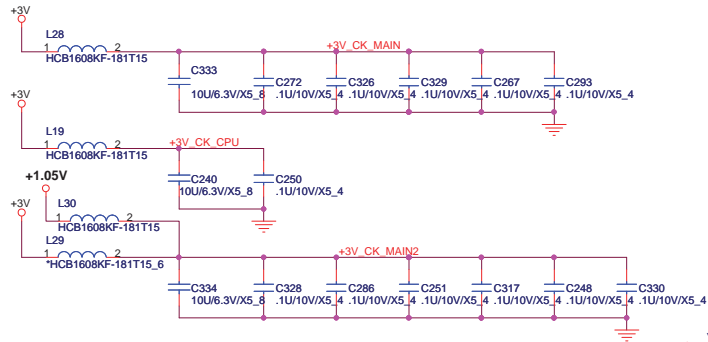 +3V
L28
1 2
HCB1608KF-181T15
+3V_CK_MAIN
C333
10U/6.3V/X5_8
C272
.1U/10V/X5_4
C326
.1U/10V/X5_4
C329
.1U/10V/X5_4
C267
.1U/10V/X5_4
C293
.1U/10V/X5_4
+3V
L19
1 2
HCB1608KF-181T15
+3V_CK_CPU
C240
10U/6.3V/X5_8
C250
.1U/10V/X5_4
+1.05V
+3V
L30
1 2
HCB1608KF-181T15
L29
1 2
*HCB1608KF-181T15_6
+3V_CK_MAIN2
C334
10U/6.3V/X5_8
C328
.1U/10V/X5_4
C286
.1U/10V/X5_4
C251
.1U/10V/X5_4
C317
.1U/10V/X5_4
C248
.1U/10V/X5_4
C330
.1U/10V/X5_4